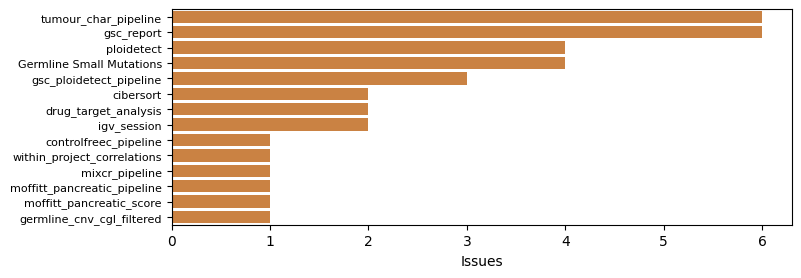 tumour_char_pipeline
gsc_report
ploidetect
Germline Small Mutations
gsc_ploidetect_pipeline
cibersort
drug_target_analysis
igv_session
controlfreec_pipeline
within_project_correlations
mixcr_pipeline
moffitt_pancreatic_pipeline
moffitt_pancreatic_score
germline_cnv_cgl_filtered
0 1 2 3 4 5 6
Issues